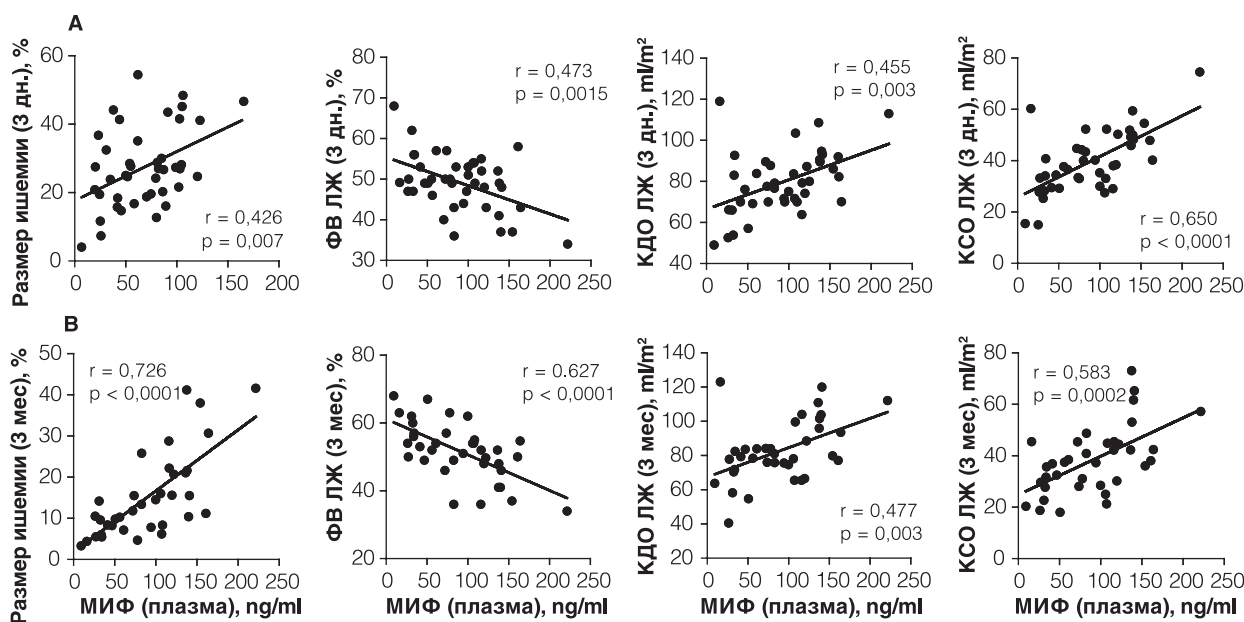 A
Размер ишемии (3 дн.), %
60
40
20
0
0 50 100 150 200
r = 0,426
p = 0,007
ФВ ЛЖ (3 дн.), %
80
70
60
50
40
30
0 50 100 150 200 250
r = 0,473
p = 0,0015
КДО ЛЖ (3 дн.), ml/m²
140
120
100
80
60
40
0 50 100 150 200 250
r = 0,455
p = 0,003
КСО ЛЖ (3 дн.), ml/m²
80
60
40
20
0
0 50 100 150 200 250
r = 0,650
p < 0,0001
B
Размер ишемии (3 мес), %
50
40
30
20
10
0
0 50 100 150 200 250
МИФ (плазма), ng/ml
r = 0,726
p < 0,0001
ФВ ЛЖ (3 мес), %
80
60
40
20
0 50 100 150 200 250
МИФ (плазма), ng/ml
r = 0.627
p < 0,0001
КДО ЛЖ (3 мес), ml/m²
140
120
100
80
60
40
20
0 50 100 150 200 250
МИФ (плазма), ng/ml
r = 0,477
p = 0,003
КСО ЛЖ (3 мес), ml/m²
80
60
40
20
0
0 50 100 150 200 250
МИФ (плазма), ng/ml
r = 0,583
p = 0,0002